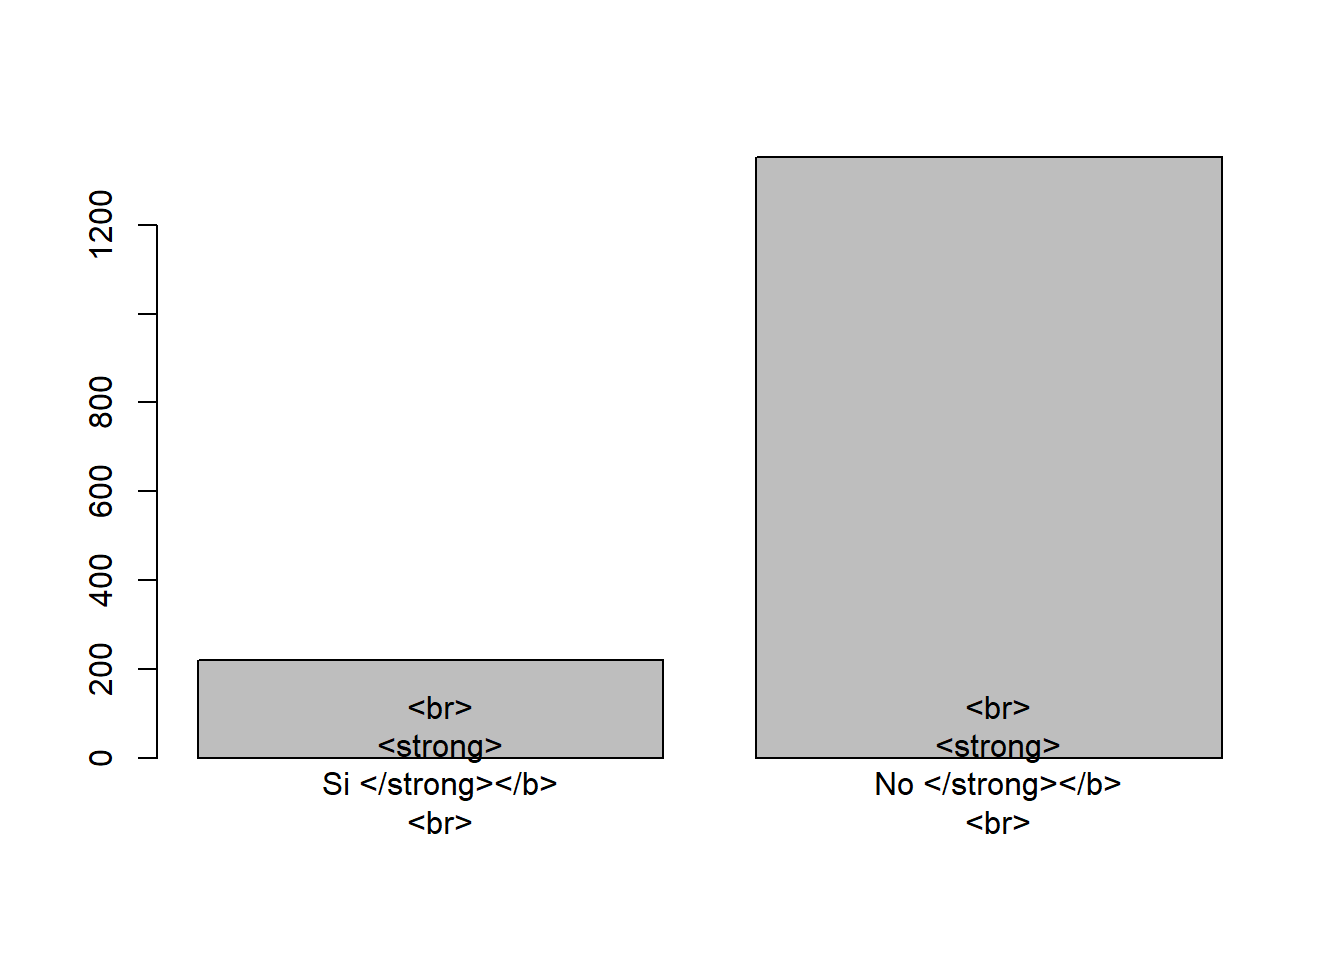 1200
800
600
400
200
0
<br>
<strong>
Si </strong></b>
<br>
<br>
<strong>
No </strong></b>
<br>